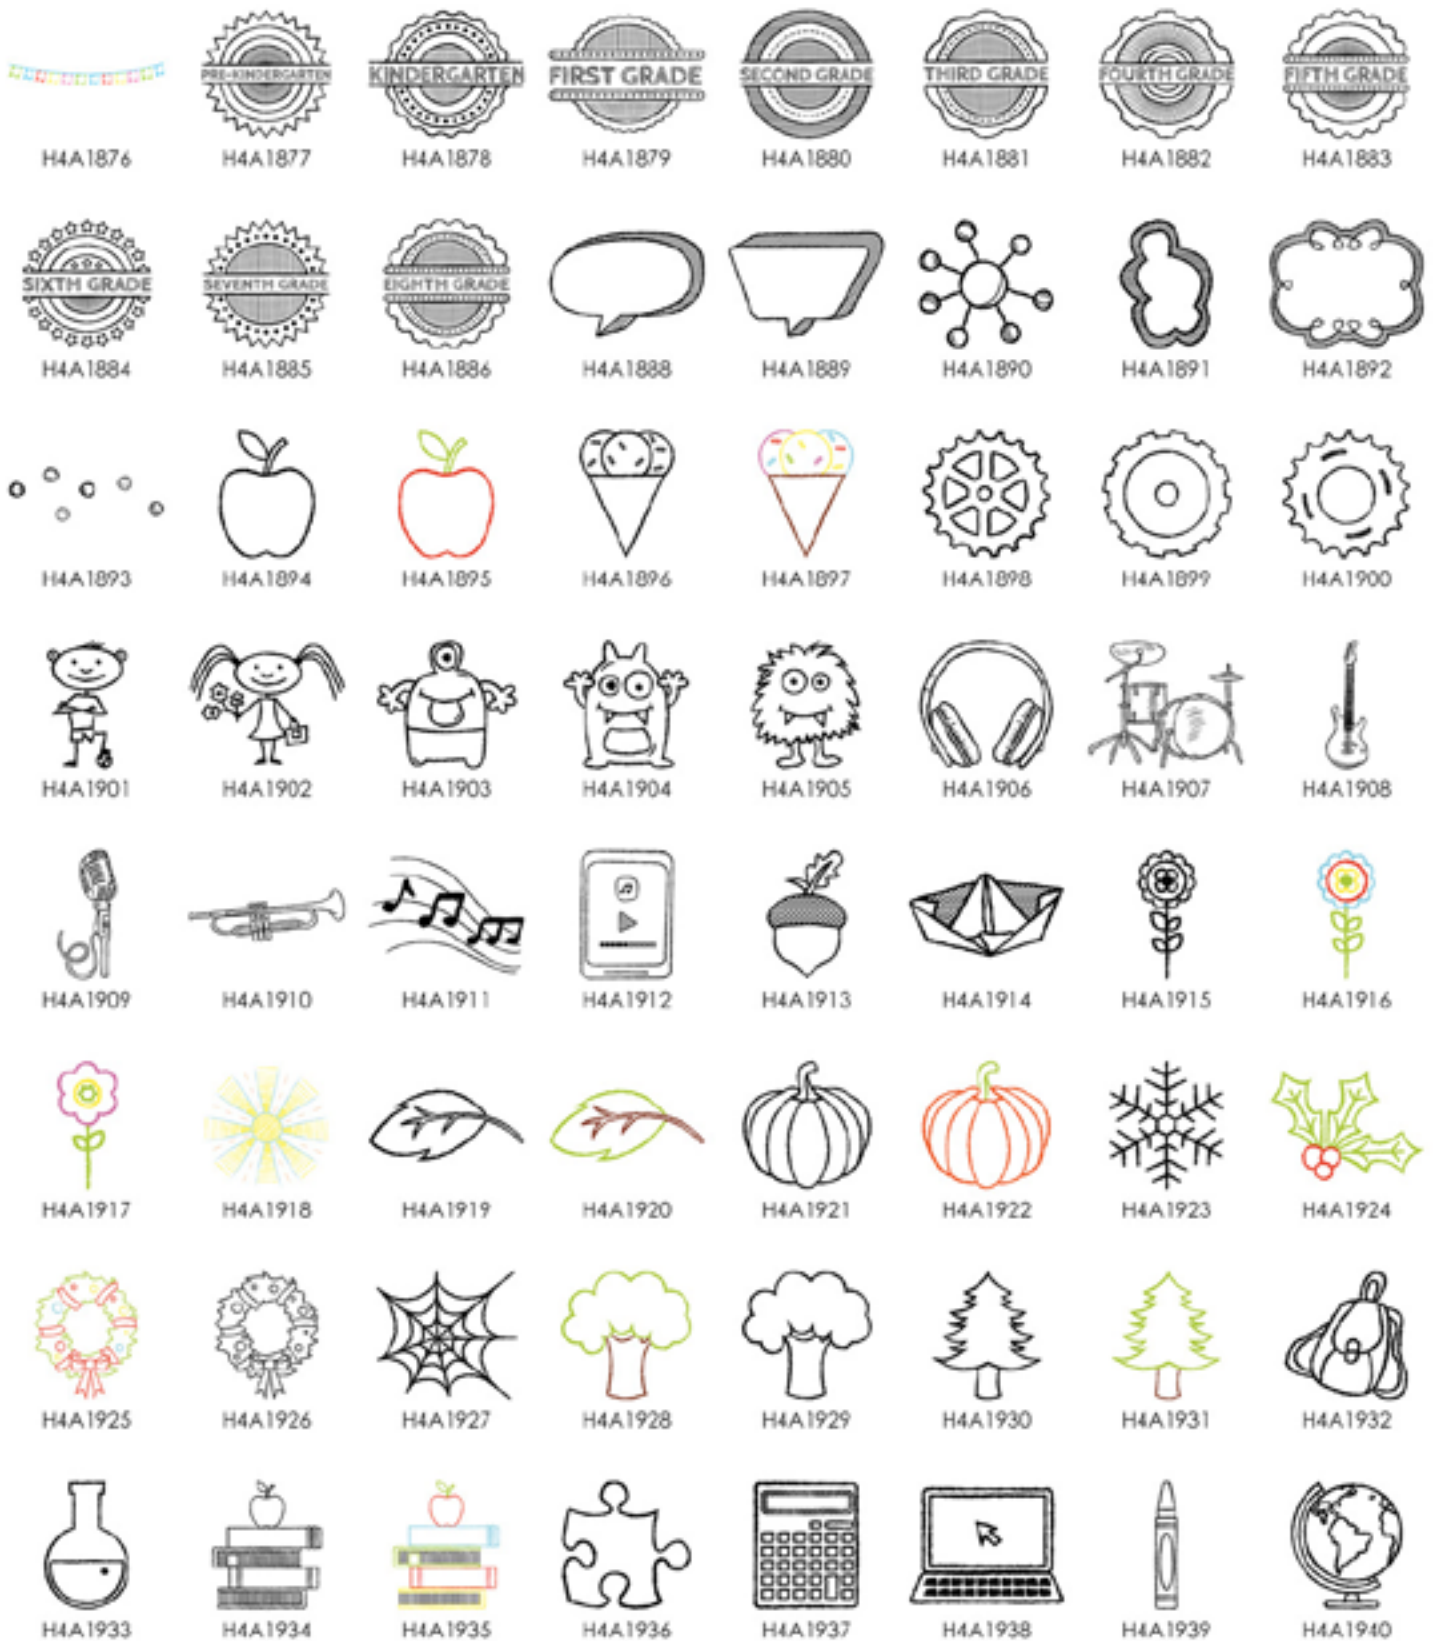 PRE-KINDERGARTEN KINDERGARTEN FIRST GRADE SECOND GRADE THIRD GRADE FOURTH GRADE FIFTH GRADE
H4A1876 H4A1877 H4A1878 H4A1879 H4A1880 H4A1881 H4A1882 H4A1883
SIXTH GRADE SEVENTH GRADE EIGHTH GRADE
H4A1884 H4A1885 H4A1886 H4A1888 H4A1889 H4A1890 H4A1891 H4A1892
H4A1893 H4A1894 H4A1895 H4A1896 H4A1897 H4A1898 H4A1899 H4A1900
H4A1901 H4A1902 H4A1903 H4A1904 H4A1905 H4A1906 H4A1907 H4A1908
H4A1909 H4A1910 H4A1911 H4A1912 H4A1913 H4A1914 H4A1915 H4A1916
H4A1917 H4A1918 H4A1919 H4A1920 H4A1921 H4A1922 H4A1923 H4A1924
H4A1925 H4A1926 H4A1927 H4A1928 H4A1929 H4A1930 H4A1931 H4A1932
H4A1933 H4A1934 H4A1935 H4A1936 H4A1937 H4A1938 H4A1939 H4A1940